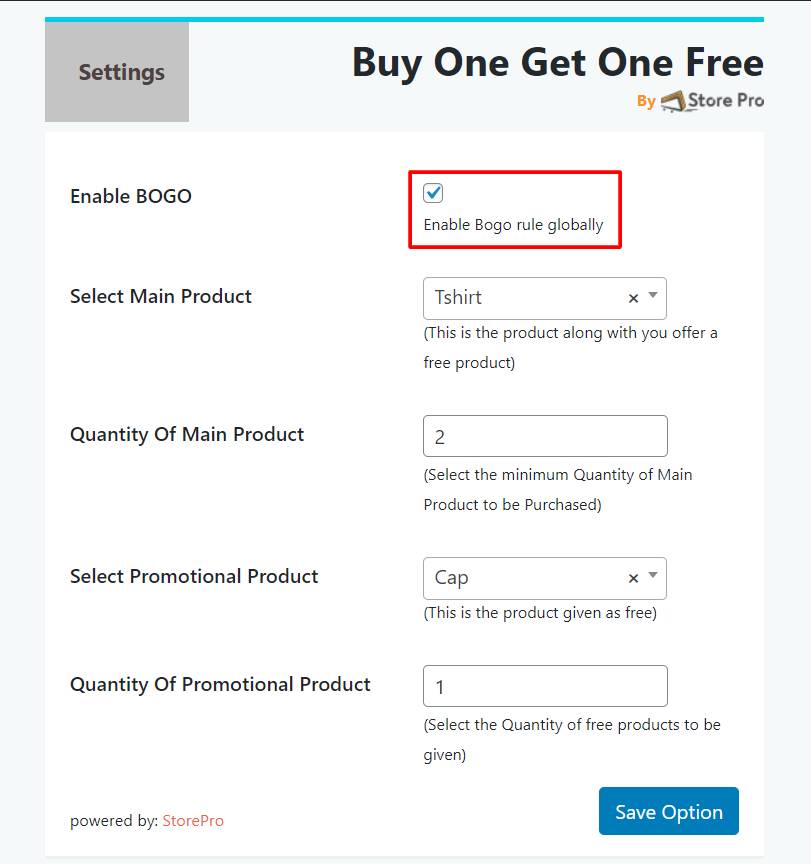 Settings
Buy One Get One Free
By Store Pro
Enable BOGO
Enable Bogo rule globally
Select Main Product
Tshirt ×
(This is the product along with you offer a
free product)
Quantity Of Main Product
2
(Select the minimum Quantity of Main
Product to be Purchased)
Select Promotional Product
Cap ×
(This is the product given as free)
Quantity Of Promotional Product
1
(Select the Quantity of free products to be
given)
powered by: StorePro
Save Option